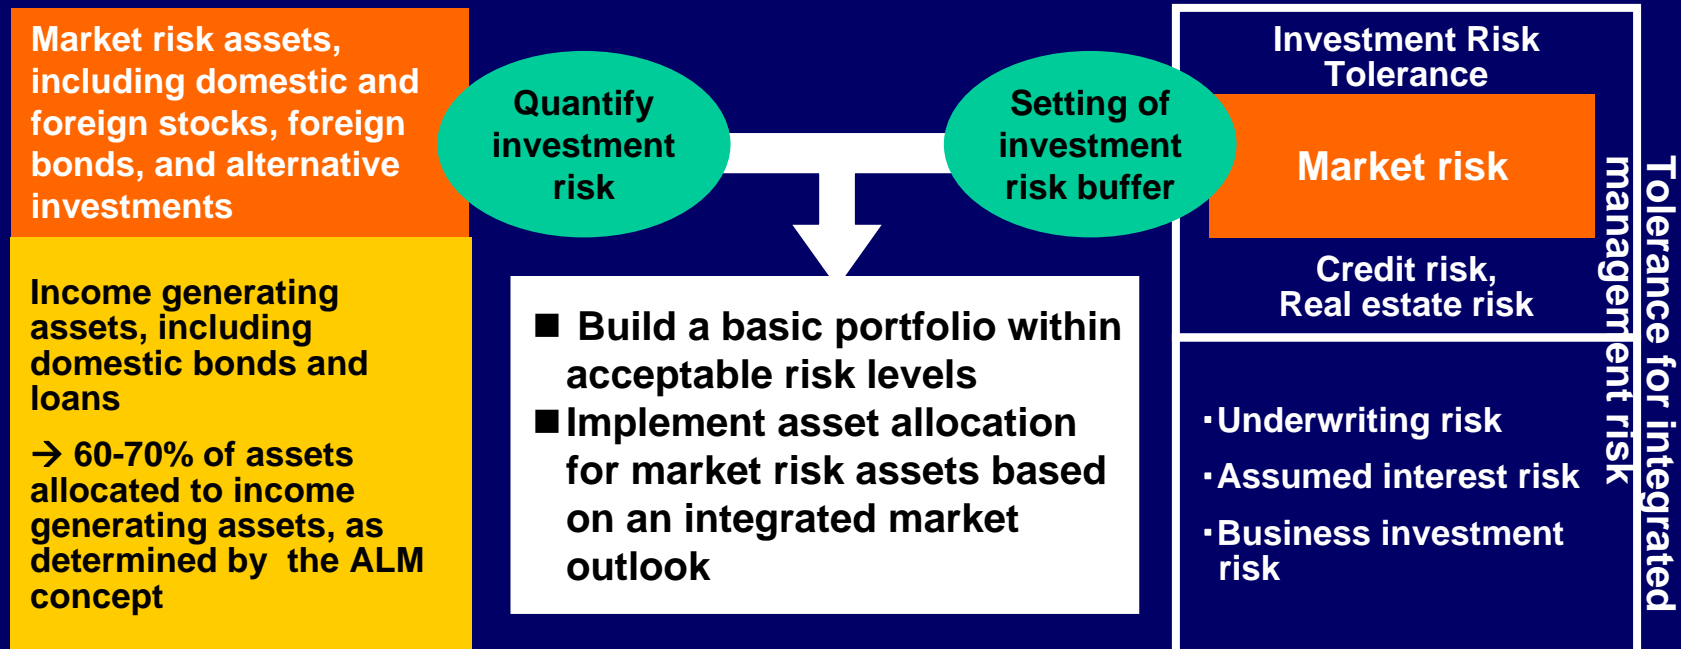 Market risk assets,
including domestic and
foreign stocks, foreign
bonds, and alternative
investments
Income generating
assets, including
domestic bonds and
loans
→ 60-70% of assets
allocated to income
generating assets, as
determined by  the ALM
concept
Quantify
investment
risk
Setting of
investment
risk buffer
■ Build a basic portfolio within
acceptable risk levels
■ Implement asset allocation
for market risk assets based
on an integrated market
outlook
Investment Risk
Tolerance
Market risk
Credit risk,
Real estate risk
・Underwriting risk
・Assumed interest risk
・Business investment
risk
Tolerance for integrated
management risk